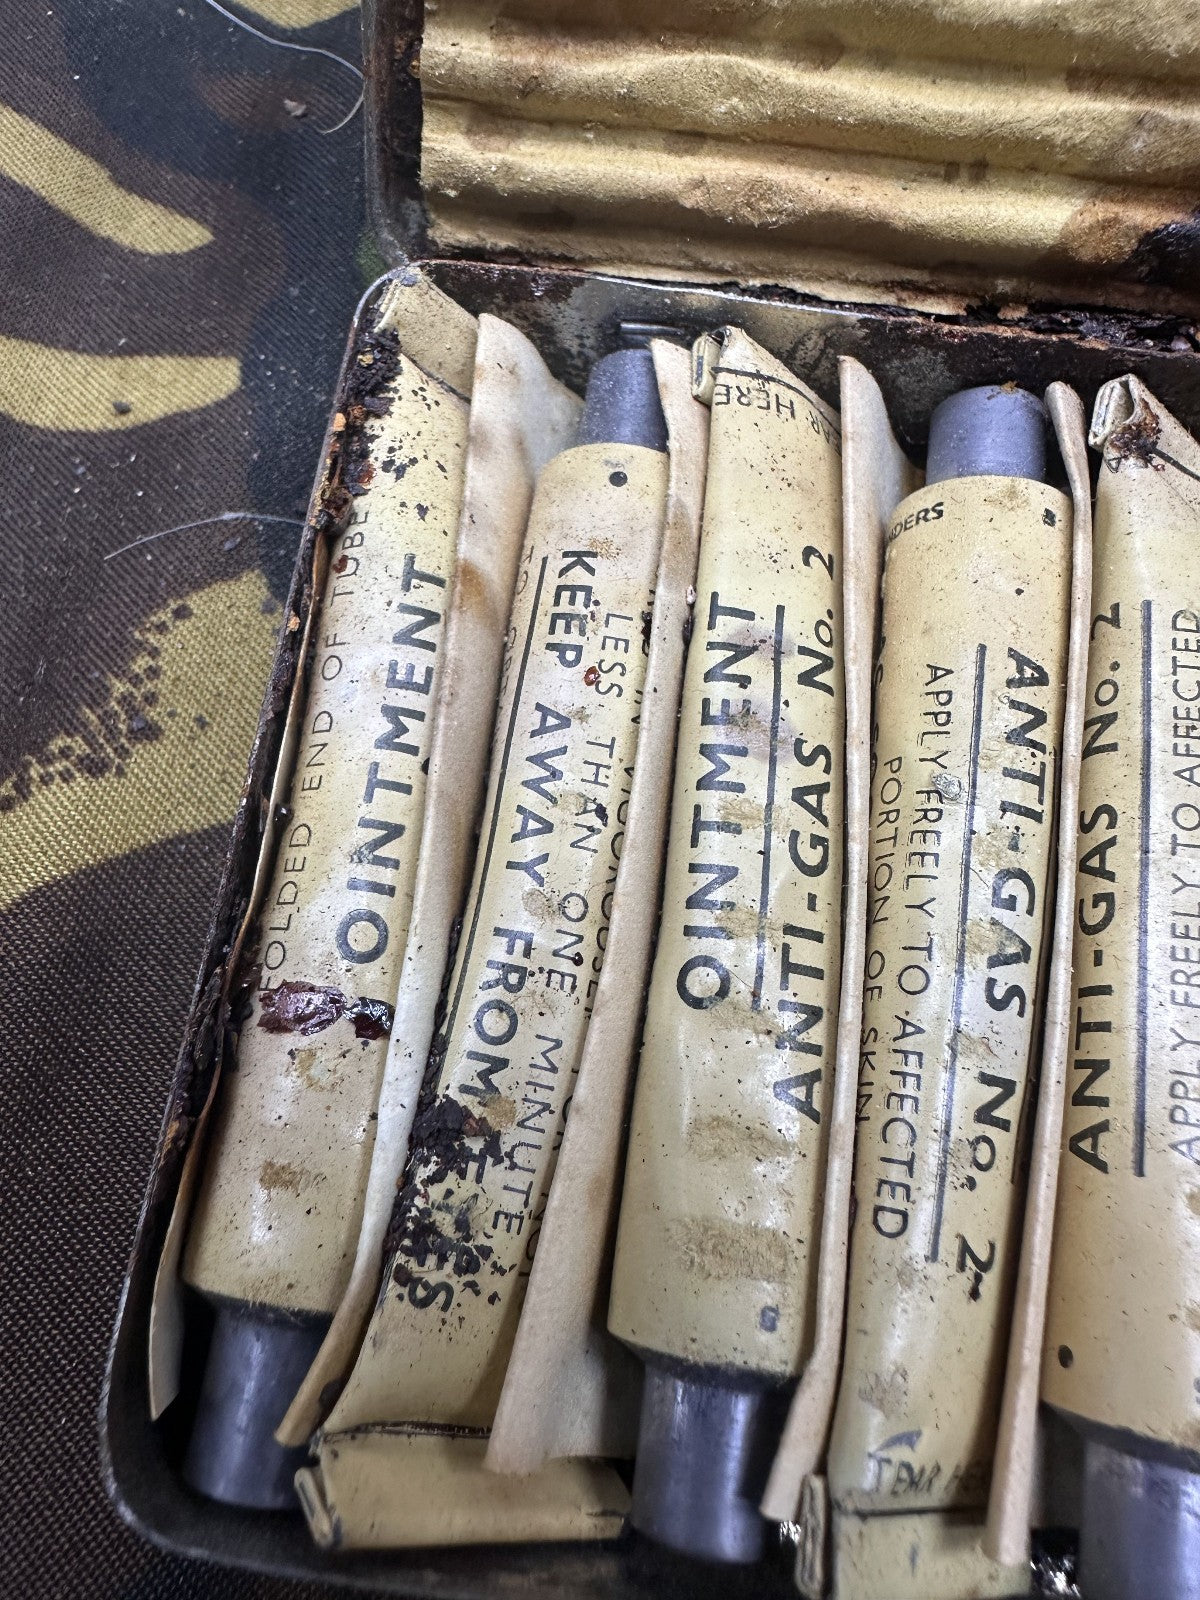 FOLDED END OF TUBE
OINTMENT
KEEP AWAY FROM EYES
LESS THAN ONE MINUTE
TEAR HERE
OINTMENT
ANTI-GAS No. 2
ANTI-GAS No. 2
APPLY FREELY TO AFFECTED
PORTION OF SKIN
TEAR HE
ANTI-GAS No. 2
APPLY FREELY TO AFFECTED